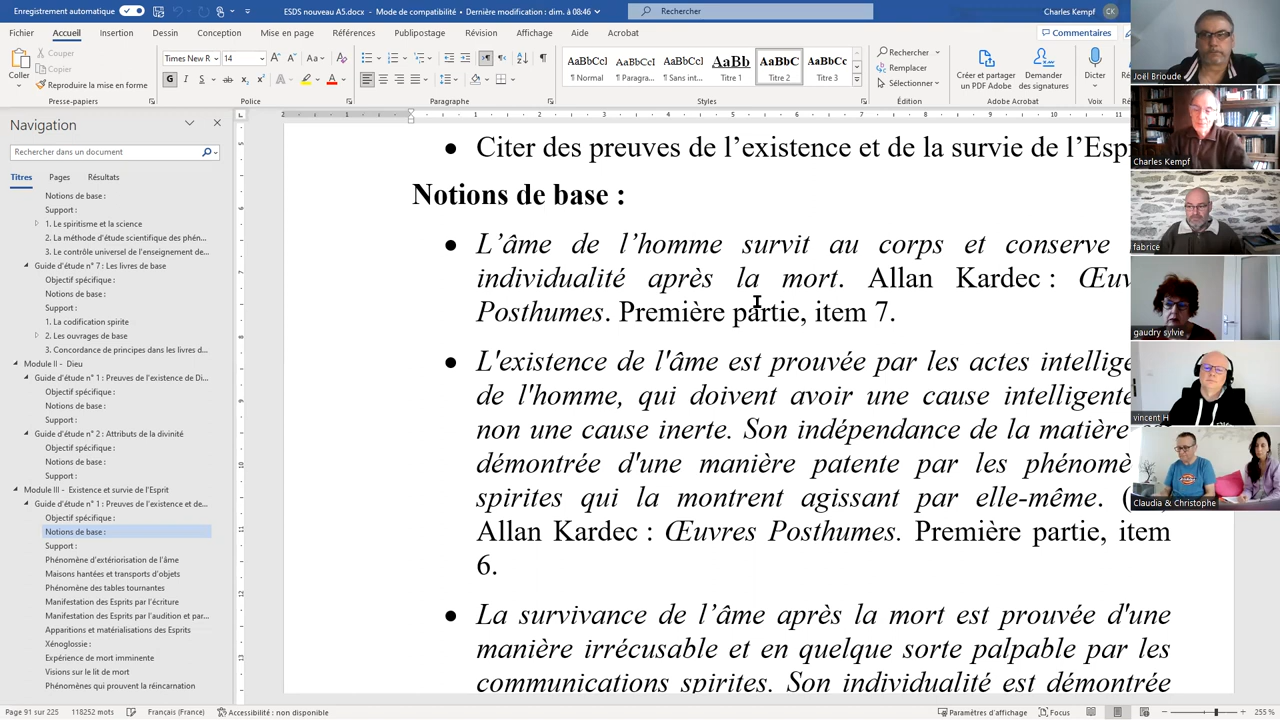 Enregistrement automatique
ESDS nouveau A5.docx - Mode de compatibilité • Dernière modification : dim. à 08:46
Rechercher
Charles Kempf
CK
Fichier
Accueil
Insertion
Dessin
Conception
Mise en page
Références
Publipostage
Révision
Affichage
Aide
Acrobat
Commentaires
Coller
Couper
Copier
Reproduire la mise en forme
Presse-papiers
Times New R
14
Police
Paragraphe
AaBbCcI
¶ Normal
AaBbCcI
¶ Paragra...
AaBbCcI
¶ Sans int...
AaBb
Titre 1
AaBbC
Titre 2
AaBbCc
Titre 3
Styles
Rechercher
Remplacer
Sélectionner
Édition
Créer et partager
un PDF Adobe
Demander
des signatures
Adobe Acrobat
Dicter
Voix
Navigation
Rechercher dans un document
Titres
Pages
Résultats
Notions de base :
Support :
1. Le spiritisme et la science
2. La méthode d'étude scientifique des phén...
3. Le contrôle universel de l'enseignement de...
Guide d'étude n° 7 : Les livres de base
Objectif spécifique :
Notions de base :
Support :
1. La codification spirite
2. Les ouvrages de base
3. Concordance de principes dans les livres d...
Module II - Dieu
Guide d'étude n° 1 : Preuves de l'existence de Di...
Objectif spécifique :
Notions de base :
Support :
Guide d'étude n° 2 : Attributs de la divinité
Objectif spécifique :
Notions de base :
Support :
Module III - Existence et survie de l'Esprit
Guide d'étude n° 1 : Preuves de l'existence et de...
Objectif spécifique :
Notions de base :
Support :
Phénomène d'extériorisation de l'âme
Maisons hantées et transports d'objets
Phénomène des tables tournantes
Manifestation des Esprits par l'écriture
Manifestation des Esprits par l'audition et par...
Apparitions et matérialisations des Esprits
Xénoglossie :
Expérience de mort imminente
Visions sur le lit de mort
Phénomènes qui prouvent la réincarnation
• Citer des preuves de l'existence et de la survie de l'Esp
Notions de base :
• L'âme de l'homme survit au corps et conserve
individualité après la mort. Allan Kardec : Œuv
Posthumes. Première partie, item 7.
• L'existence de l'âme est prouvée par les actes intellige
de l'homme, qui doivent avoir une cause intelligente
non une cause inerte. Son indépendance de la matière
démontrée d'une manière patente par les phénomè
spirites qui la montrent agissant par elle-même. (
Allan Kardec : Œuvres Posthumes. Première partie, item
6.
• La survivance de l'âme après la mort est prouvée d'une
manière irrécusable et en quelque sorte palpable par les
communications spirites. Son individualité est démontrée
Joël Brioude
Charles Kempf
fabrice
gaudry sylvie
vincent H
Claudia & Christophe
Page 91 sur 225
118252 mots
Français (France)
Accessibilité : non disponible
Paramètres d'affichage
Focus
255 %